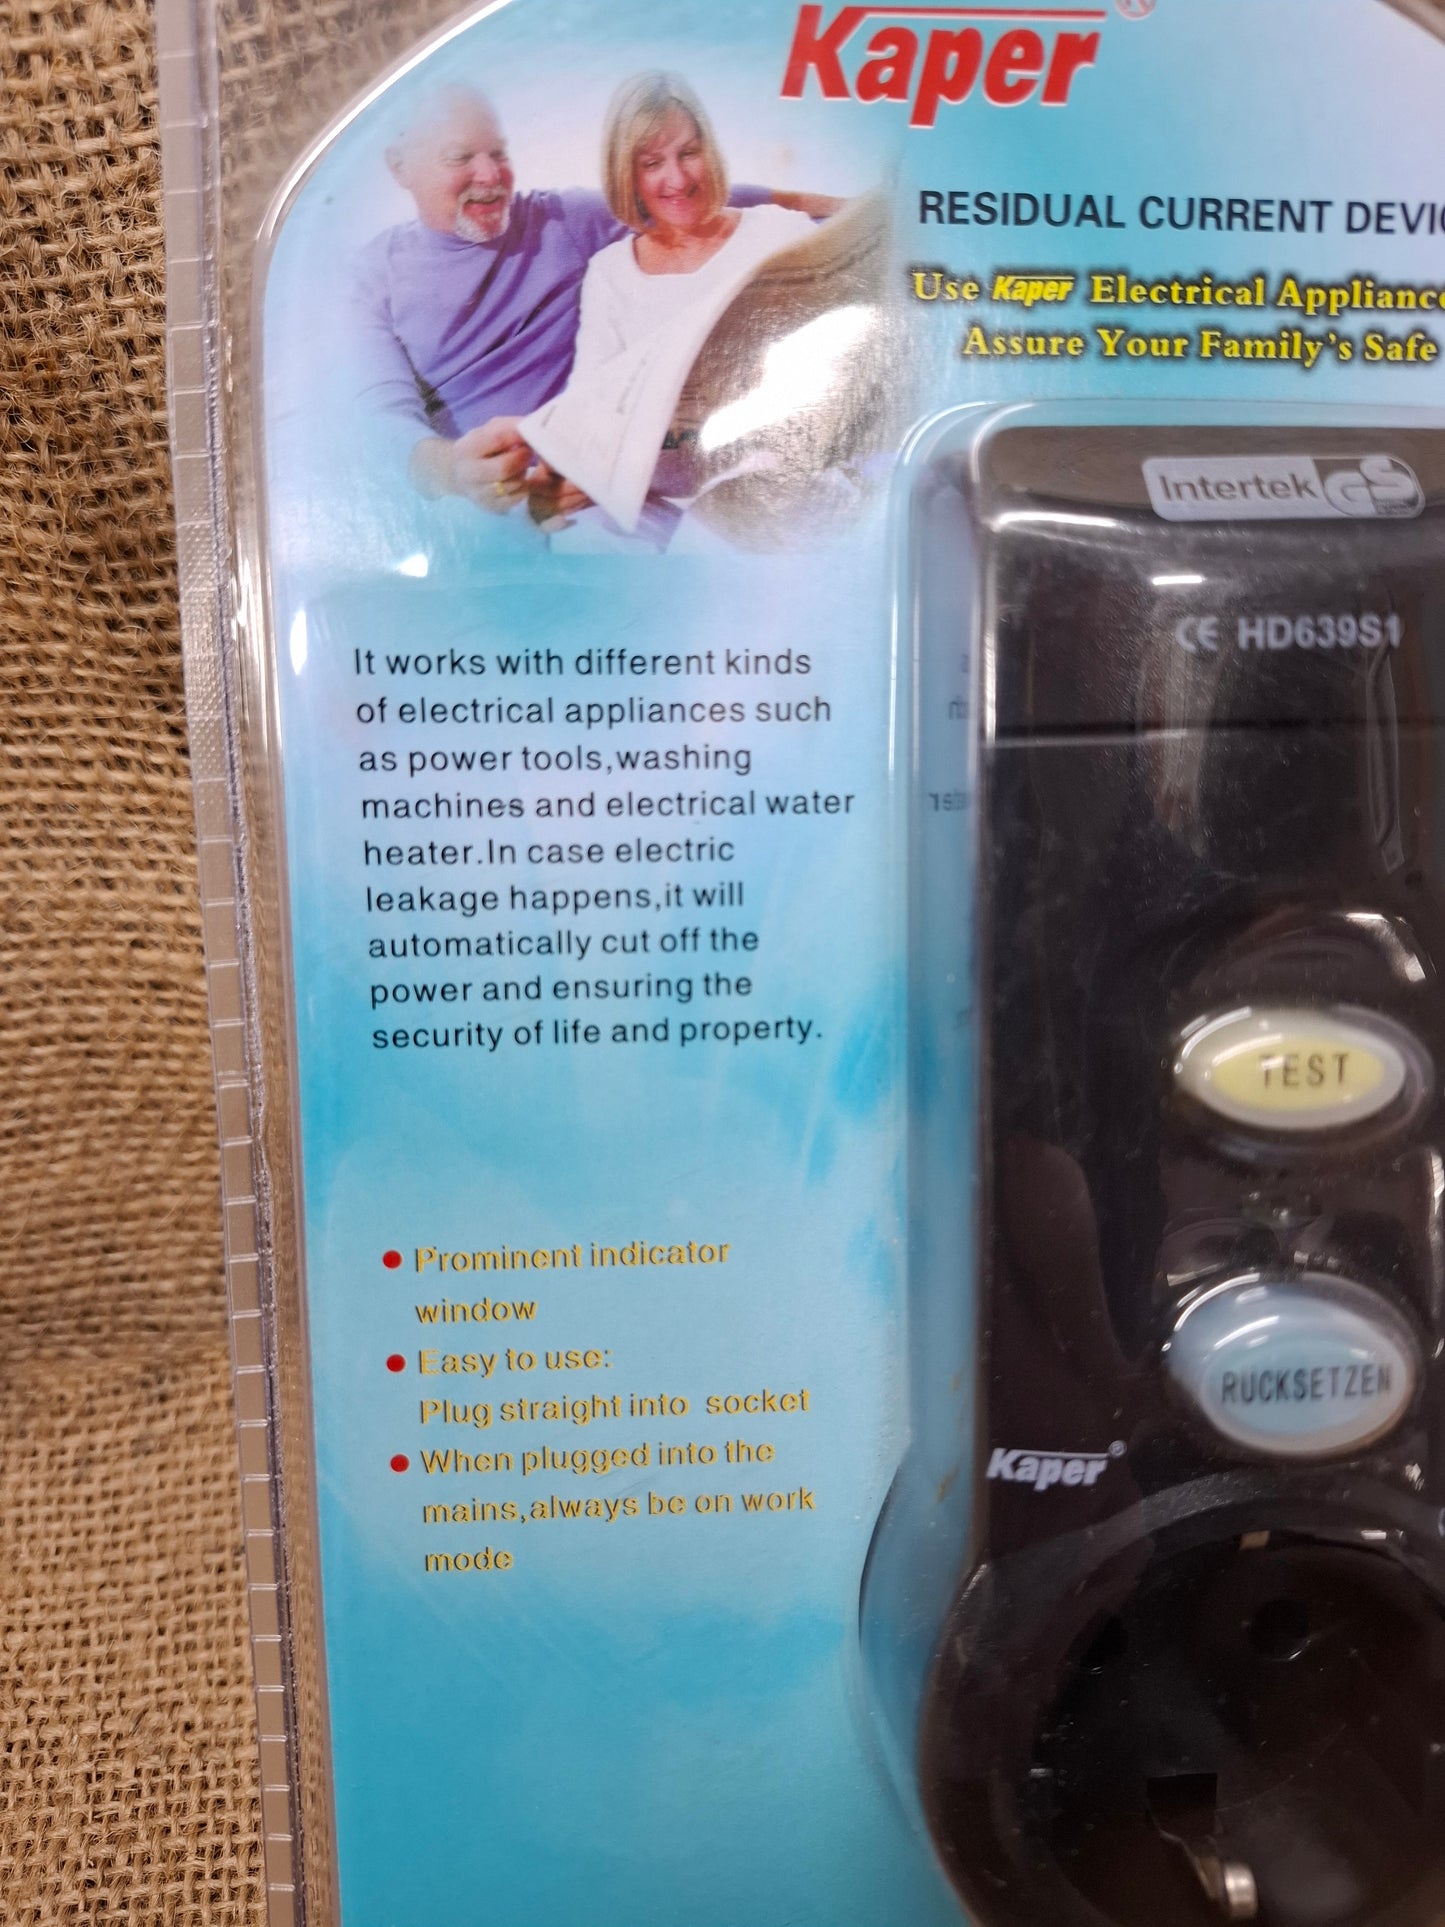 Kaper®
RESIDUAL CURRENT
Use Kaper Electrical
Assure Your Family's Safe
Intertek GS
CE HD639S1
It works with different kinds
of electrical appliances such
as power tools,washing
machines and electrical water
heater.In case electric
leakage happens,it will
automatically cut off the
power and ensuring the
security of life and property.
TEST
Prominent indicator
window
Easy to use:
Plug straight into socket
When plugged into the
mains,always be on work
mode
RUCKSETZEN
Kaper®